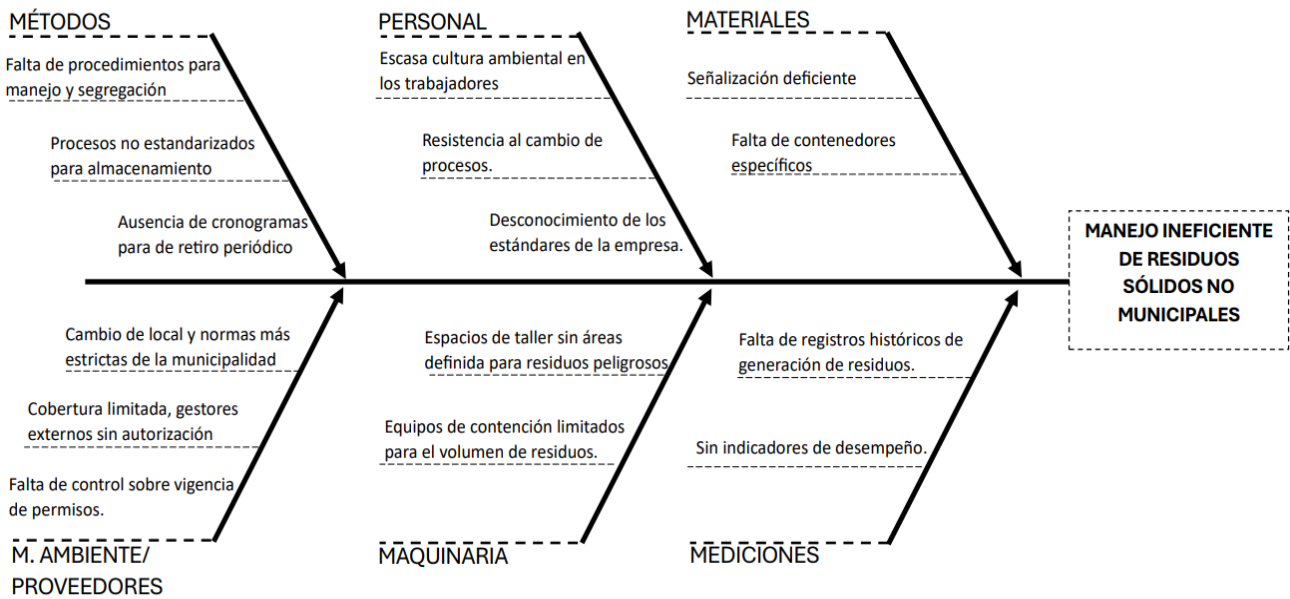 MÉTODOS
Falta de procedimientos para
manejo y segregación
Procesos no estandarizados
para almacenamiento
Ausencia de cronogramas
para de retiro periódico
PERSONAL
Escasa cultura ambiental en
los trabajadores
Resistencia al cambio de
procesos.
Desconocimiento de los
estándares de la empresa.
MATERIALES
Señalización deficiente
Falta de contenedores
específicos
MANEJO INEFICIENTE
DE RESIDUOS
SÓLIDOS NO
MUNICIPALES
Cambio de local y normas más
estrictas de la municipalidad
Cobertura limitada, gestores
externos sin autorización
Falta de control sobre vigencia
de permisos.
M. AMBIENTE/
PROVEEDORES
Espacios de taller sin áreas
definida para residuos peligrosos
Equipos de contención limitados
para el volumen de residuos.
MAQUINARIA
Falta de registros históricos de
generación de residuos.
Sin indicadores de desempeño.
MEDICIONES